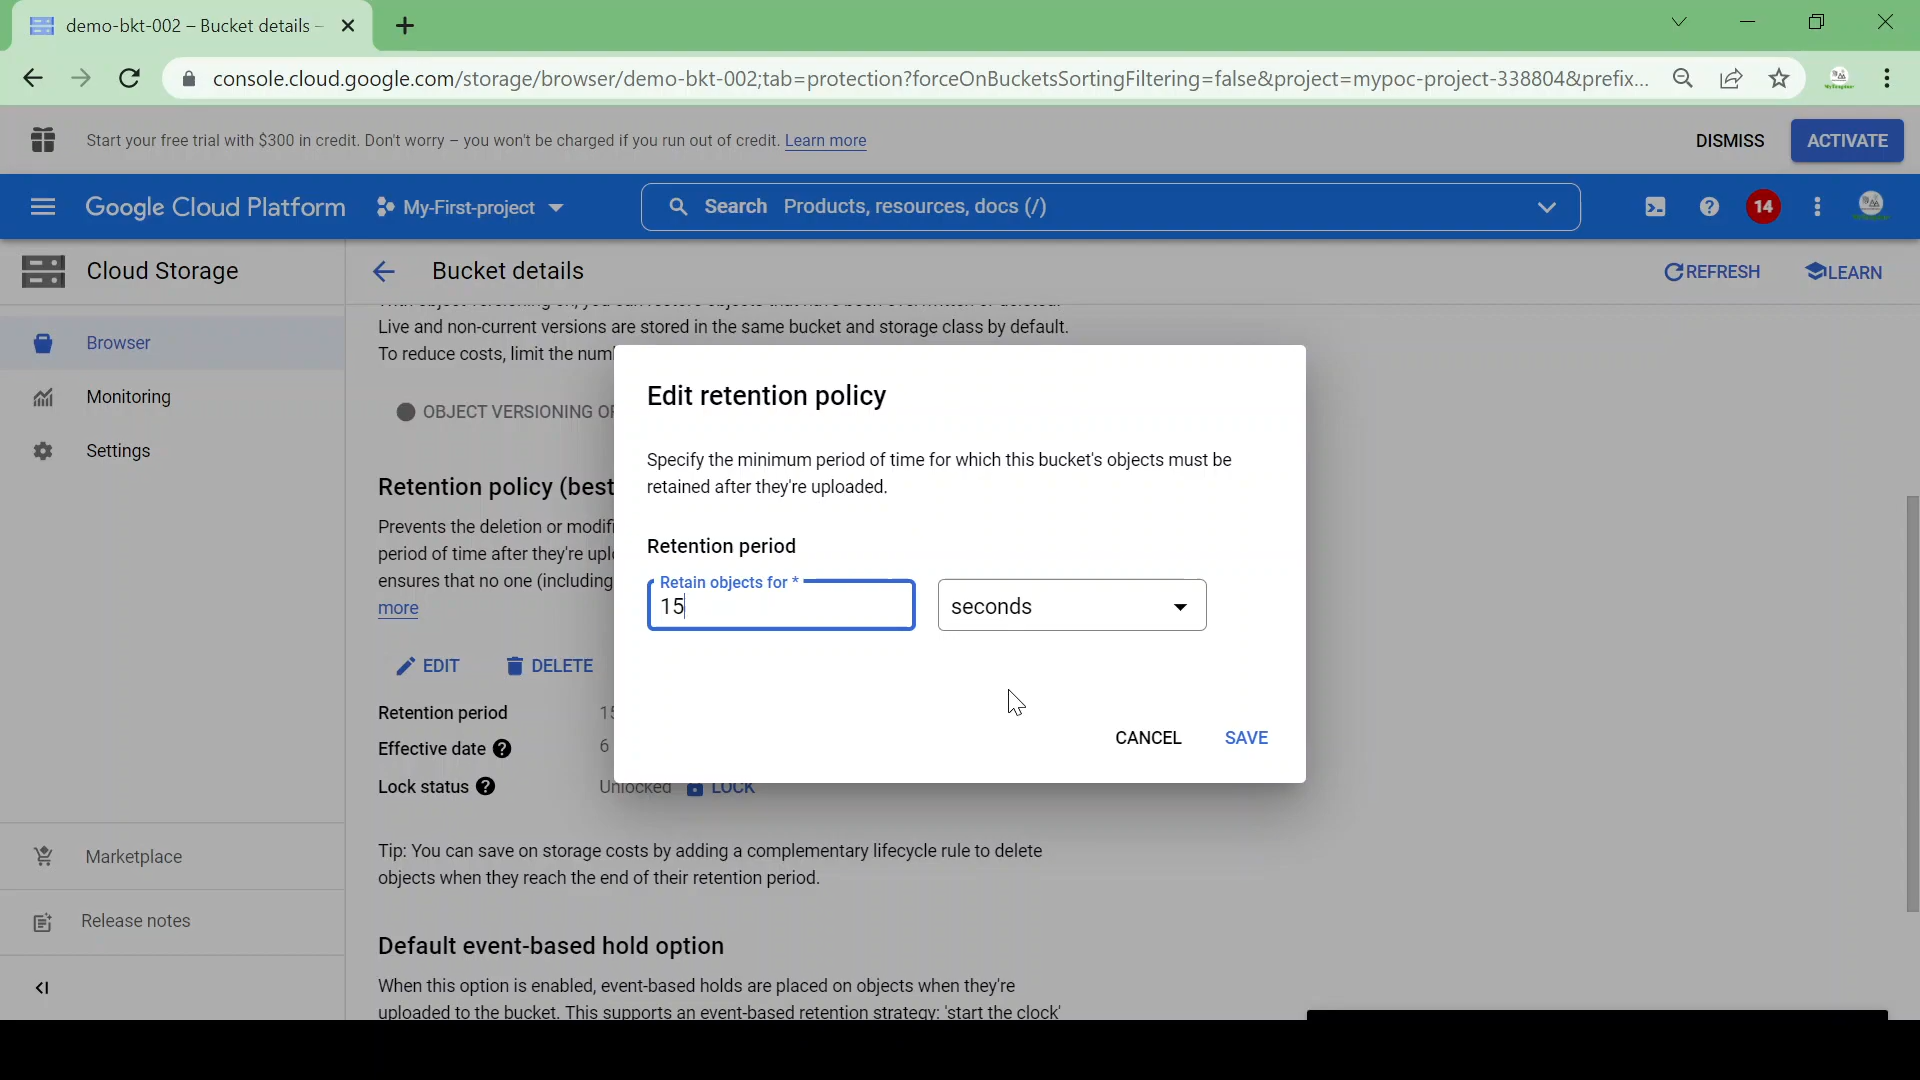 demo-bkt-002 – Bucket details –
console.cloud.google.com/storage/browser/demo-bkt-002;tab=protection?forceOnBucketsSortingFiltering=false&project=mypoc-project-338804&prefix...
Start your free trial with $300 in credit. Don't worry – you won't be charged if you run out of credit. Learn more
DISMISS
ACTIVATE
Google Cloud Platform
My-First-project
Search Products, resources, docs (/)
14
Cloud Storage
Bucket details
REFRESH
LEARN
Browser
Monitoring
Settings
Marketplace
Release notes
Live and non-current versions are stored in the same bucket and storage class by default.
To reduce costs, limit the
OBJECT VERSIONING
Retention policy (best
Prevents the deletion or
period of time after they're
ensures that no one (including
more
EDIT
DELETE
Retention period
15
Effective date
6
Lock status
Unlocked
LOCK
Tip: You can save on storage costs by adding a complementary lifecycle rule to delete
objects when they reach the end of their retention period.
Default event-based hold option
When this option is enabled, event-based holds are placed on objects when they're
uploaded to the bucket. This supports an event-based retention strategy: 'start the clock'
Edit retention policy
Specify the minimum period of time for which this bucket's objects must be
retained after they're uploaded.
Retention period
Retain objects for *
15
seconds
CANCEL
SAVE